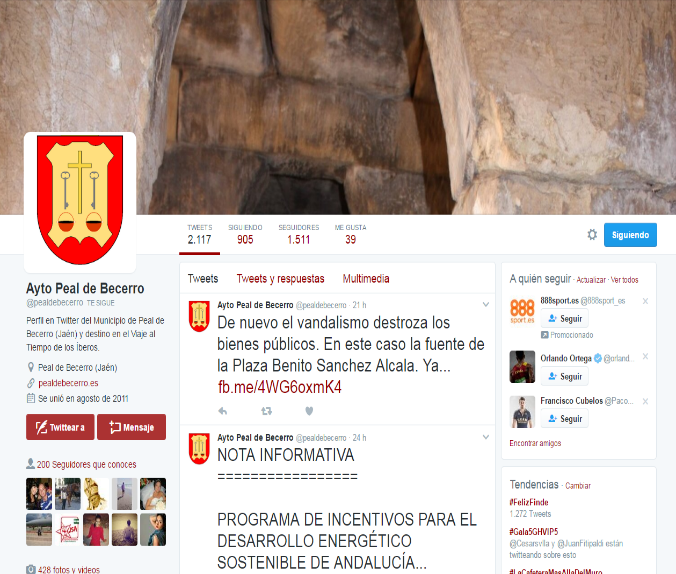 TWEETS
2.117
SIGUIENDO
905
SEGUIDORES
1.511
ME GUSTA
39
Siguiendo
Ayto Peal de Becerro
@pealdebecerro TE SIGUE
Perfil en Twitter del Municipio de Peal de
Becerro (Jaén) y destino en el Viaje al
Tiempo de los Íberos.
Peal de Becerro (Jaén)
pealdebecerro.es
Se unió en agosto de 2011
Twittear a
Mensaje
200 Seguidores que conoces
428 fotos y videos
Tweets
Tweets y respuestas
Multimedia
Ayto Peal de Becerro @pealdebecerro · 21 h
De nuevo el vandalismo destroza los
bienes públicos. En este caso la fuente de
la Plaza Benito Sanchez Alcala. Ya...
fb.me/4WG6oxmK4
Ayto Peal de Becerro @pealdebecerro · 24 h
NOTA INFORMATIVA
=================
PROGRAMA DE INCENTIVOS PARA EL
DESARROLLO ENERGÉTICO
SOSTENIBLE DE ANDALUCÍA...
A quién seguir · Actualizar · Ver todos
888
sport.es
888sport.es @888sport_es
Seguir
Promocionado
Orlando Ortega @orland...
Seguir
Francisco Cubelos @Paco...
Seguir
Encontrar amigos
Tendencias · Cambiar
#FelizFinde
1.272 Tweets
#Gala5GHVIP5
@Cesarsvila y @JuanFilipaldi están
twitteando sobre esto
#LaCafeteraMasAllaDelMuro